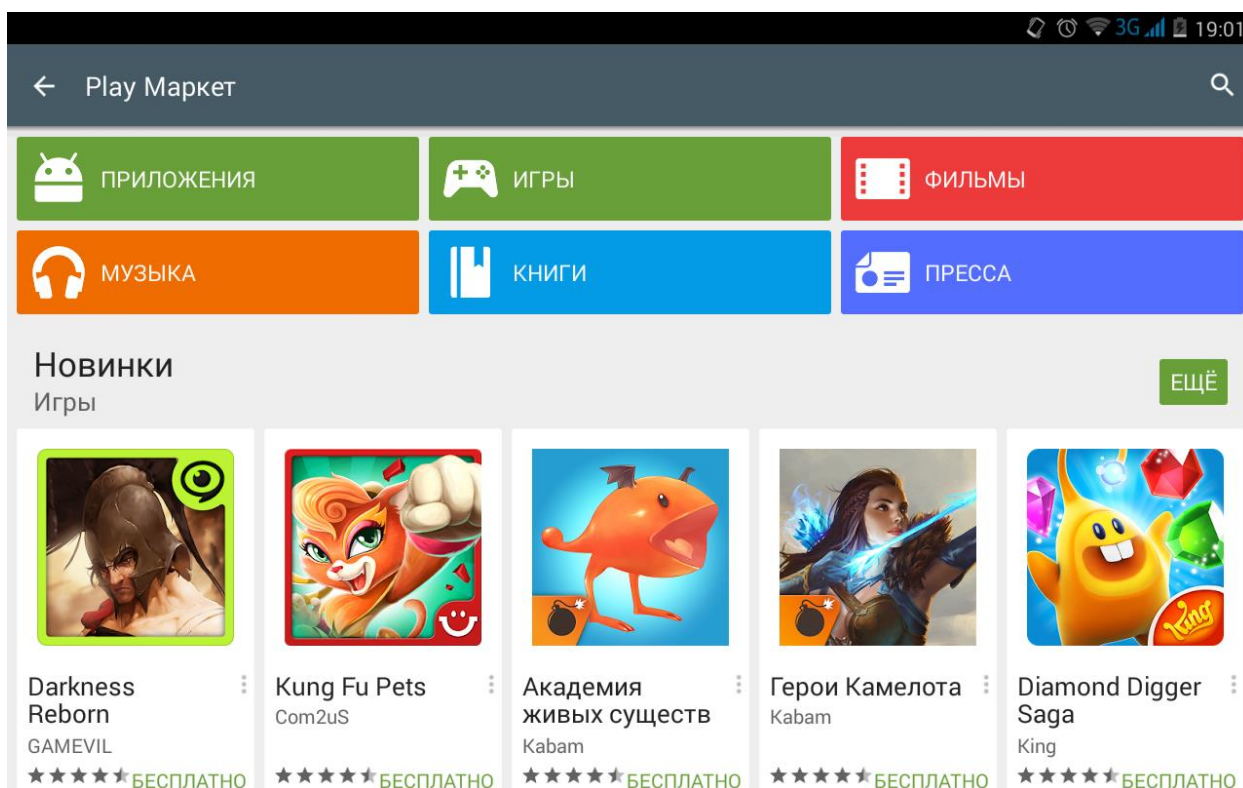 3G 19:01
Play Маркет
ПРИЛОЖЕНИЯ ИГРЫ ФИЛЬМЫ
МУЗЫКА КНИГИ ПРЕССА
Новинки
Игры
ЕЩЁ
King
Darkness
Reborn
GAMEVIL
БЕСПЛАТНО
Kung Fu Pets
Com2uS
БЕСПЛАТНО
Академия
живых существ
Kabam
БЕСПЛАТНО
Герои Камелота
Kabam
БЕСПЛАТНО
Diamond Digger
Saga
King
БЕСПЛАТНО